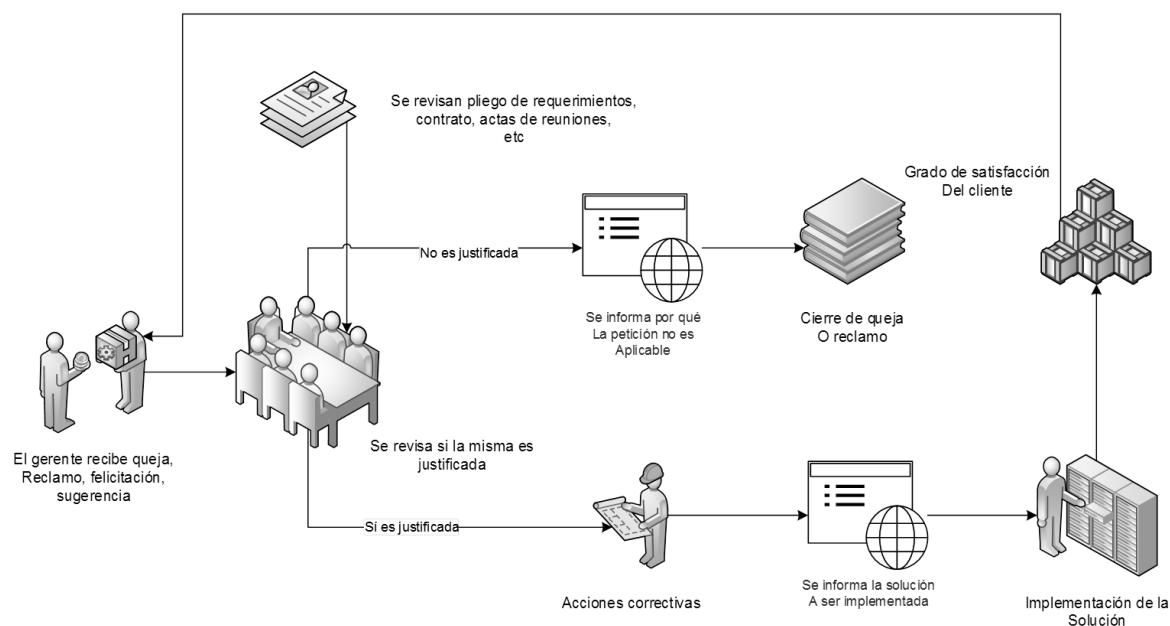 Se revisan pliego de requerimientos,
contrato, actas de reuniones,
etc
Grado de satisfacción
Del cliente
No es justificada
Se informa por qué
La petición no es
Aplicable
Cierre de queja
O reclamo
El gerente recibe queja,
Reclamo, felicitación,
sugerencia
Se revisa si la misma es
justificada
Sí es justificada
Acciones correctivas
Se informa la solución
A ser implementada
Implementación de la
Solución